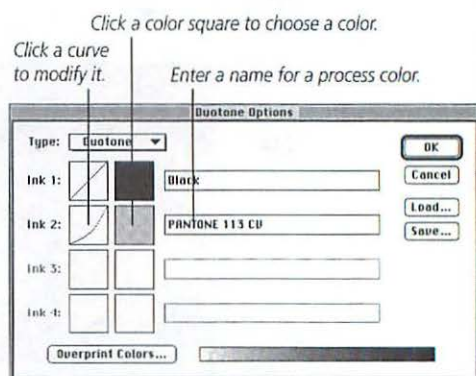 Click a color square to choose a color.
Click a curve
to modify it.
Enter a name for a process color.
Duotone Options
Type: Duotone
OK
Ink 1: Black
Cancel
Load...
Ink 2: PANTONE 113 CV
Save...
Ink 3:
Ink 4:
Overprint Colors...